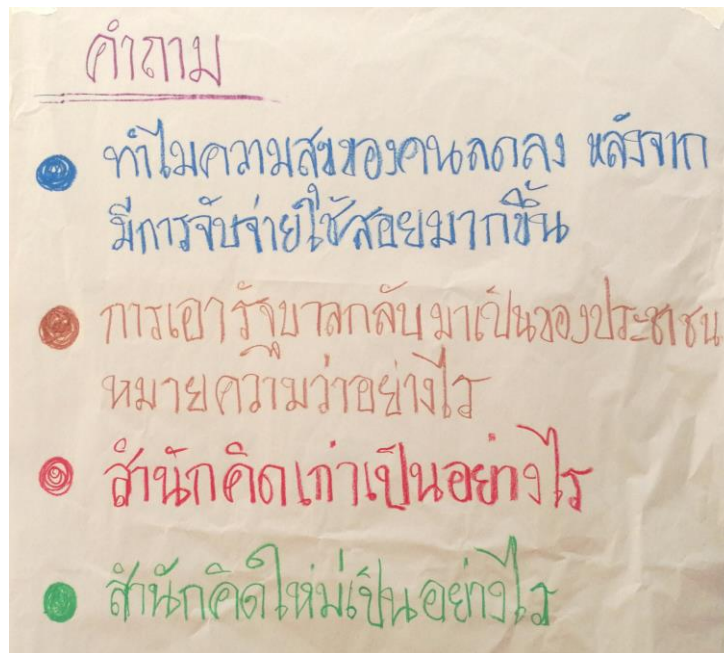 คำถาม
ทำไมความสุขของคนลดลง หลังจาก
มีการจับจ่ายใช้สอยมากขึ้น
การเอารัฐบาลกลับมาเป็นของประชาชน
หมายความว่าอย่างไร
สำนักคิดเก่าเป็นอย่างไร
สำนักคิดใหม่เป็นอย่างไร